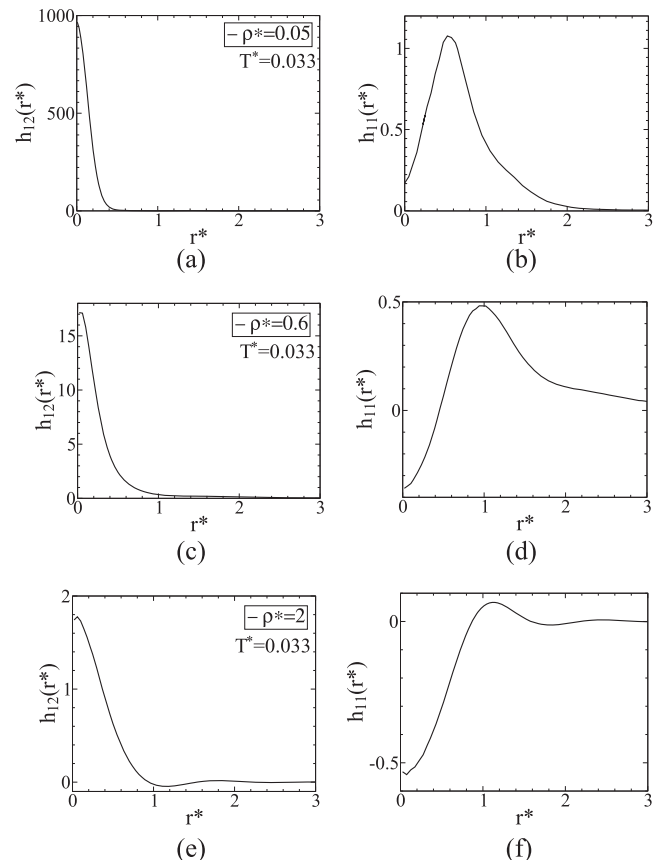 1000
500
0
h₁₂(r*)
– ρ*=0.05
T*=0.033
0 1 2 3
r*
(a)
1
0.5
0
h₁₁(r*)
0 1 2 3
r*
(b)
15
10
5
0
h₁₂(r*)
– ρ*=0.6
T*=0.033
0 1 2 3
r*
(c)
0.5
0
h₁₁(r*)
0 1 2 3
r*
(d)
2
1
0
h₁₂(r*)
– ρ*=2
T*=0.033
0 1 2 3
r*
(e)
0
-0.5
h₁₁(r*)
0 1 2 3
r*
(f)